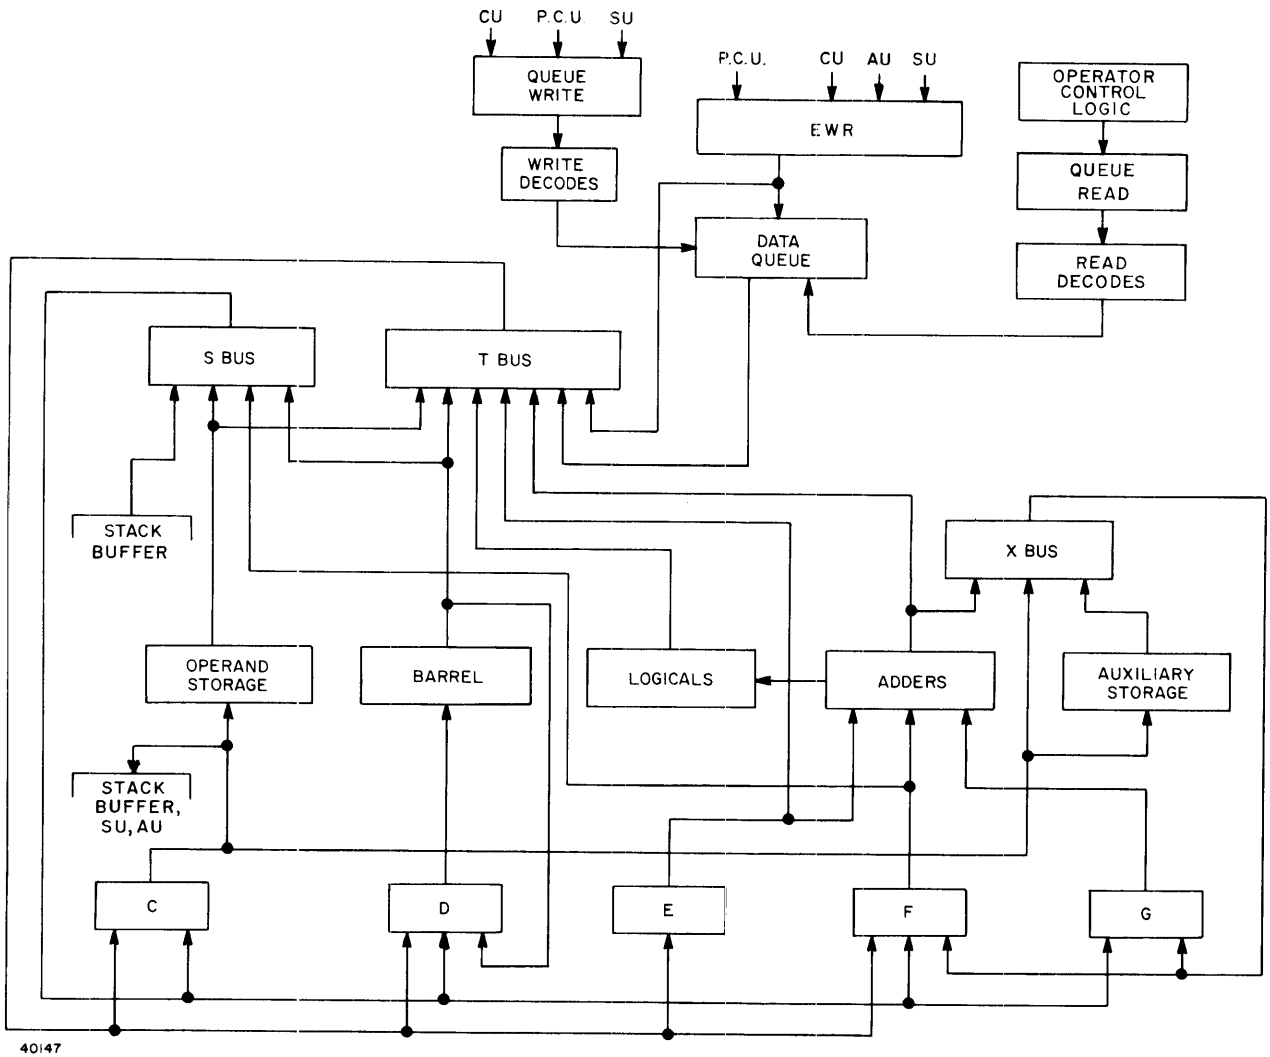 CU P.C.U. SU
QUEUE
WRITE
WRITE
DECODES
P.C.U. CU AU SU
EWR
DATA
QUEUE
OPERATOR
CONTROL
LOGIC
QUEUE
READ
READ
DECODES
S BUS
T BUS
STACK
BUFFER
X BUS
OPERAND
STORAGE
BARREL
LOGICALS
ADDERS
AUXILIARY
STORAGE
STACK
BUFFER,
SU, AU
C
D
E
F
G
40147